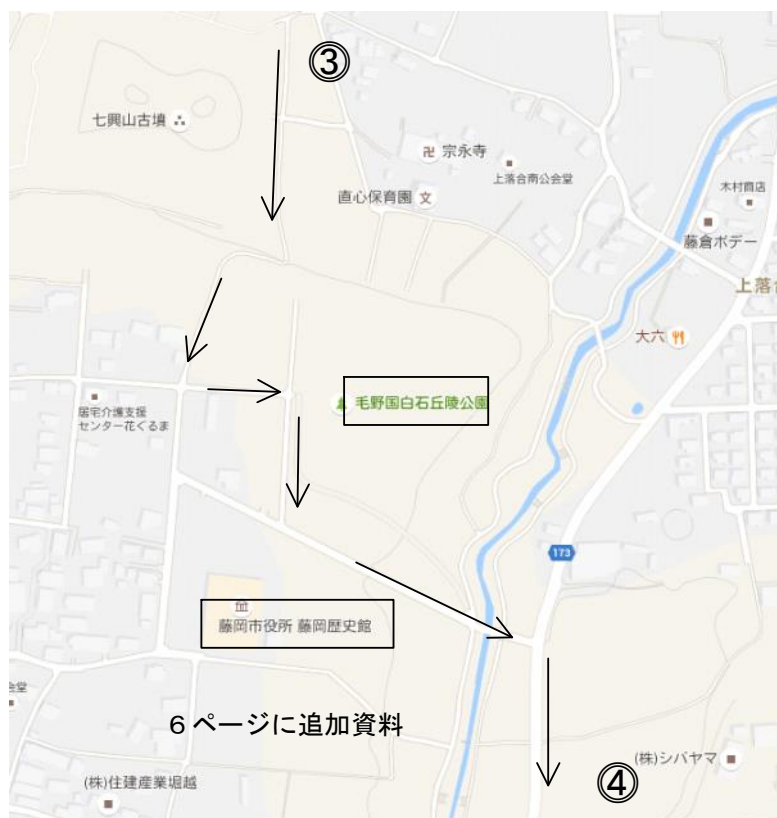 ③
七興山古墳
宗永寺
上落合南公会堂
直心保育園
文
木村商店
藤倉ボデー
上落合
大六
居宅介護支援
センター花ぐるま
毛野国白石丘陵公園
173
藤岡市役所 藤岡歴史館
会堂
6ページに追加資料
(株)シバヤマ
④
(株)住建産業堀越